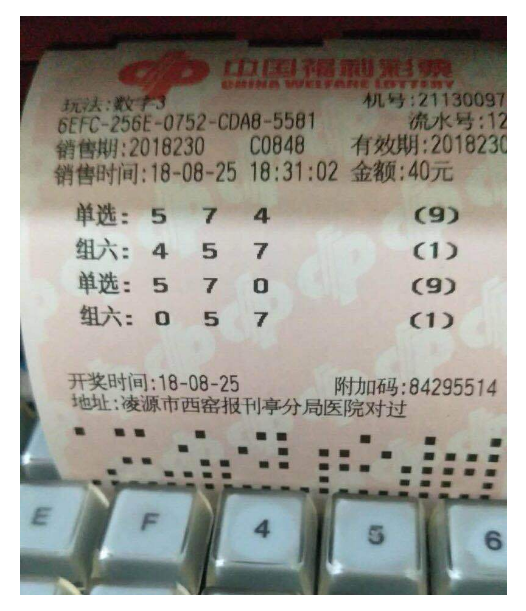 中国福利彩票
CHINA WELFARE LOTTERY
玩法:数字3 机号:21130097
6EFC-256E-0752-CDA8-5581 流水号:12
销售期:2018230 C0848 有效期:2018230
销售时间:18-08-25 18:31:02 金额:40元
单选: 5 7 4 (9)
组六: 4 5 7 (1)
单选: 5 7 0 (9)
组六: 0 5 7 (1)
开奖时间:18-08-25 附加码:84295514
地址:凌源市西窑报刊亭分局医院对过
E F 4 5 6